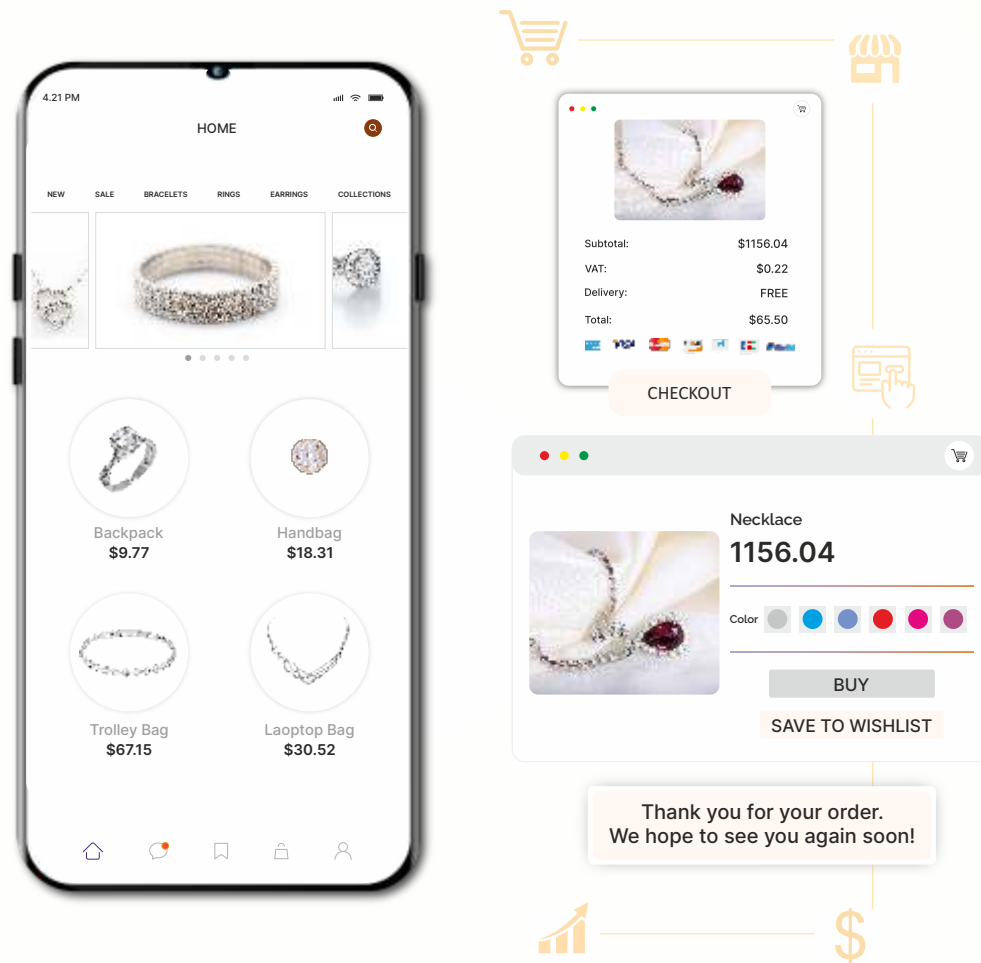 4.21 PM
HOME
NEW SALE BRACELETS RINGS EARRINGS COLLECTIONS
Backpack
$9.77
Handbag
$18.31
Trolley Bag
$67.15
Laoptop Bag
$30.52
Subtotal: $1156.04
VAT: $0.22
Delivery: FREE
Total: $65.50
CHECKOUT
Necklace
1156.04
Color
BUY
SAVE TO WISHLIST
Thank you for your order.
We hope to see you again soon!
$